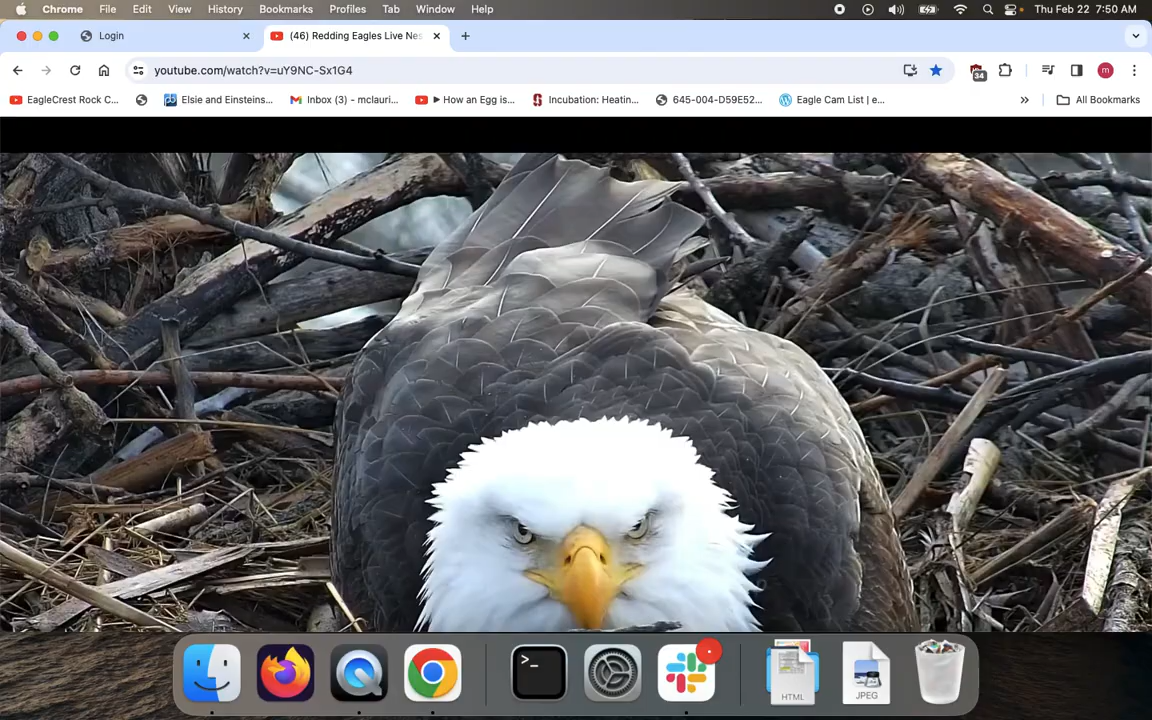 Chrome File Edit View History Bookmarks Profiles Tab Window Help Thu Feb 22 7:50 AM
Login (46) Redding Eagles Live Nes
youtube.com/watch?v=uY9NC-Sx1G4 34 m
EagleCrest Rock C... Elsie and Einsteins... Inbox (3) – mclauri... ► How an Egg is... Incubation: Heatin... 645-004-D59E52... Eagle Cam List | e... » All Bookmarks
>_ HTML JPEG